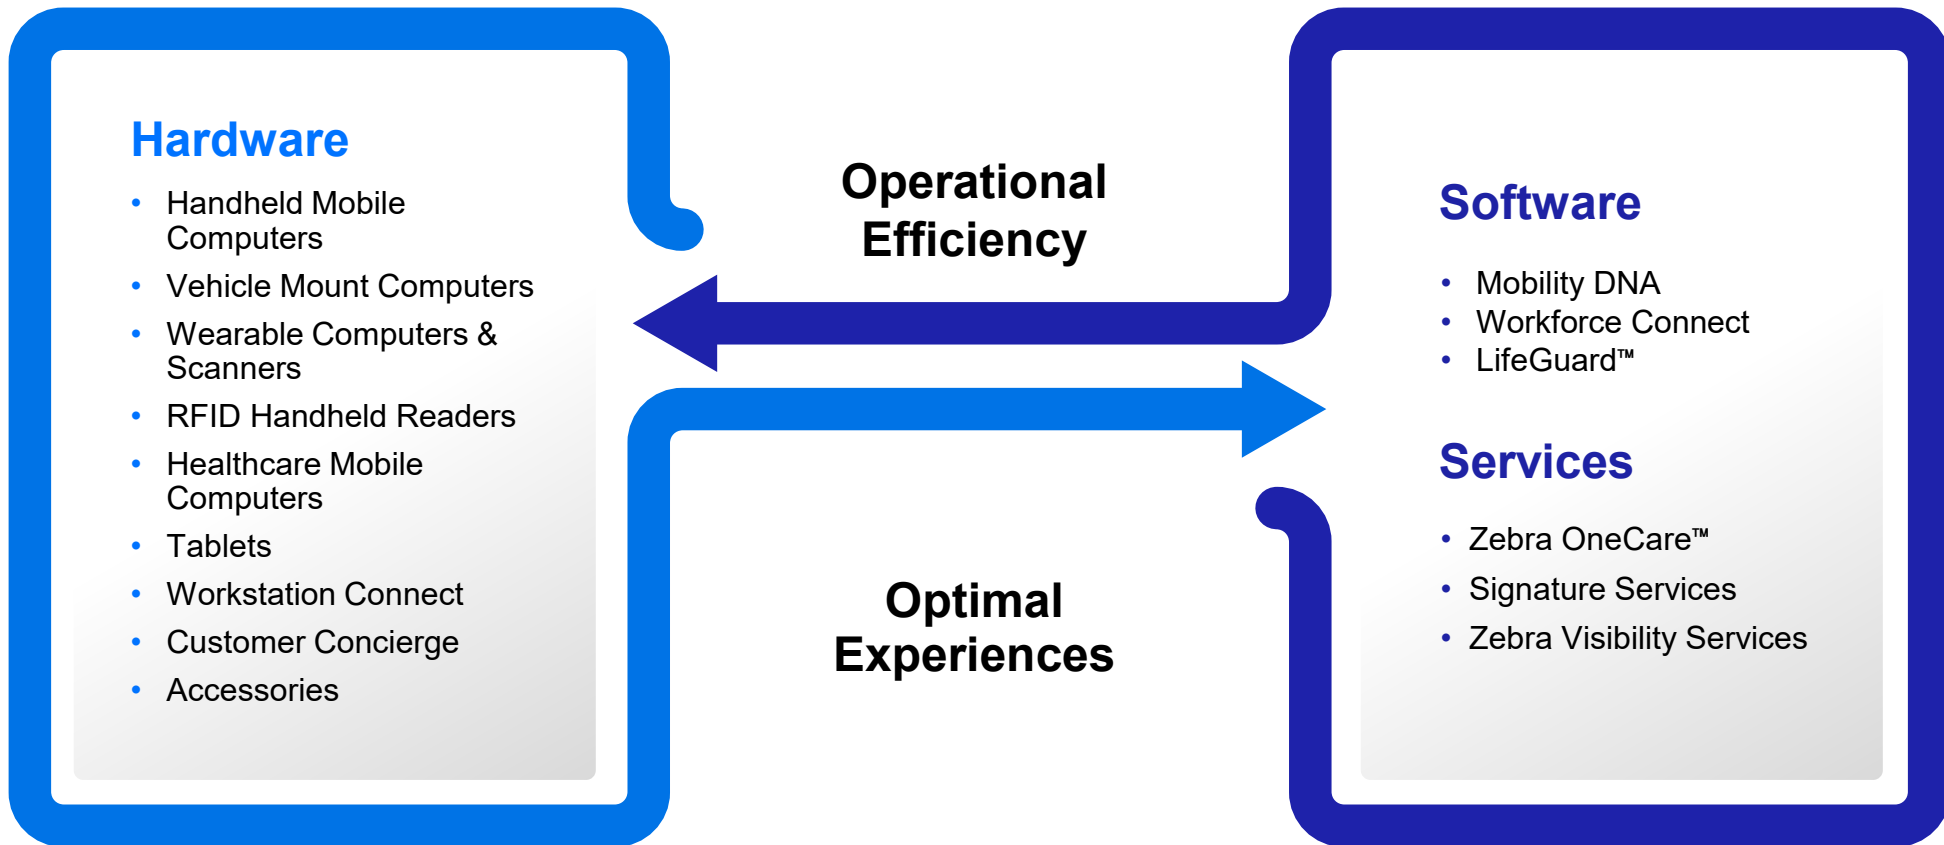 Hardware
• Handheld Mobile
Computers
• Vehicle Mount Computers
• Wearable Computers &
Scanners
• RFID Handheld Readers
• Healthcare Mobile
Computers
• Tablets
• Workstation Connect
• Customer Concierge
• Accessories
Operational
Efficiency
Optimal
Experiences
Software
• Mobility DNA
• Workforce Connect
• LifeGuard™
Services
• Zebra OneCare™
• Signature Services
• Zebra Visibility Services